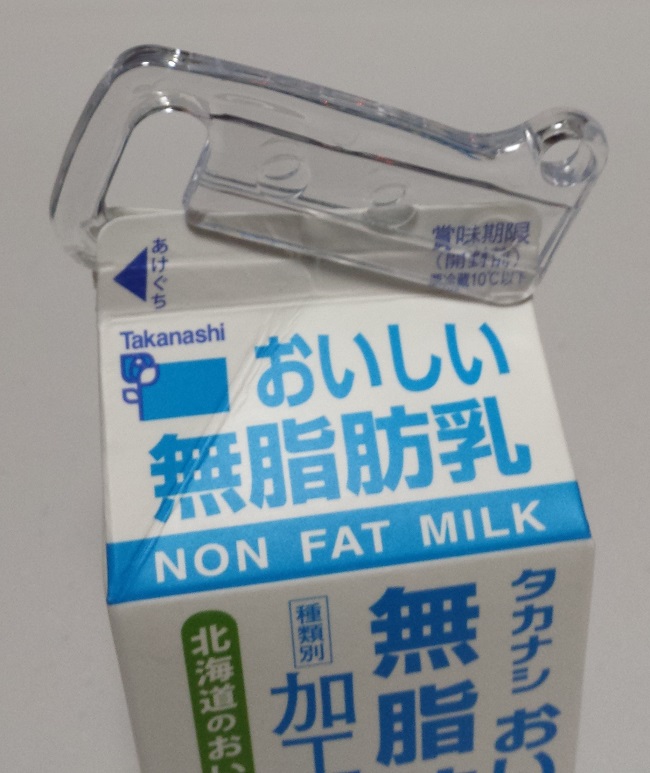 あけぐち
賞味期限
(開封前)
要冷蔵10℃以下
Takanashi
おいしい
無脂肪乳
NON FAT MILK
タカナシ おい
無脂
種類別
加工
北海道のおい